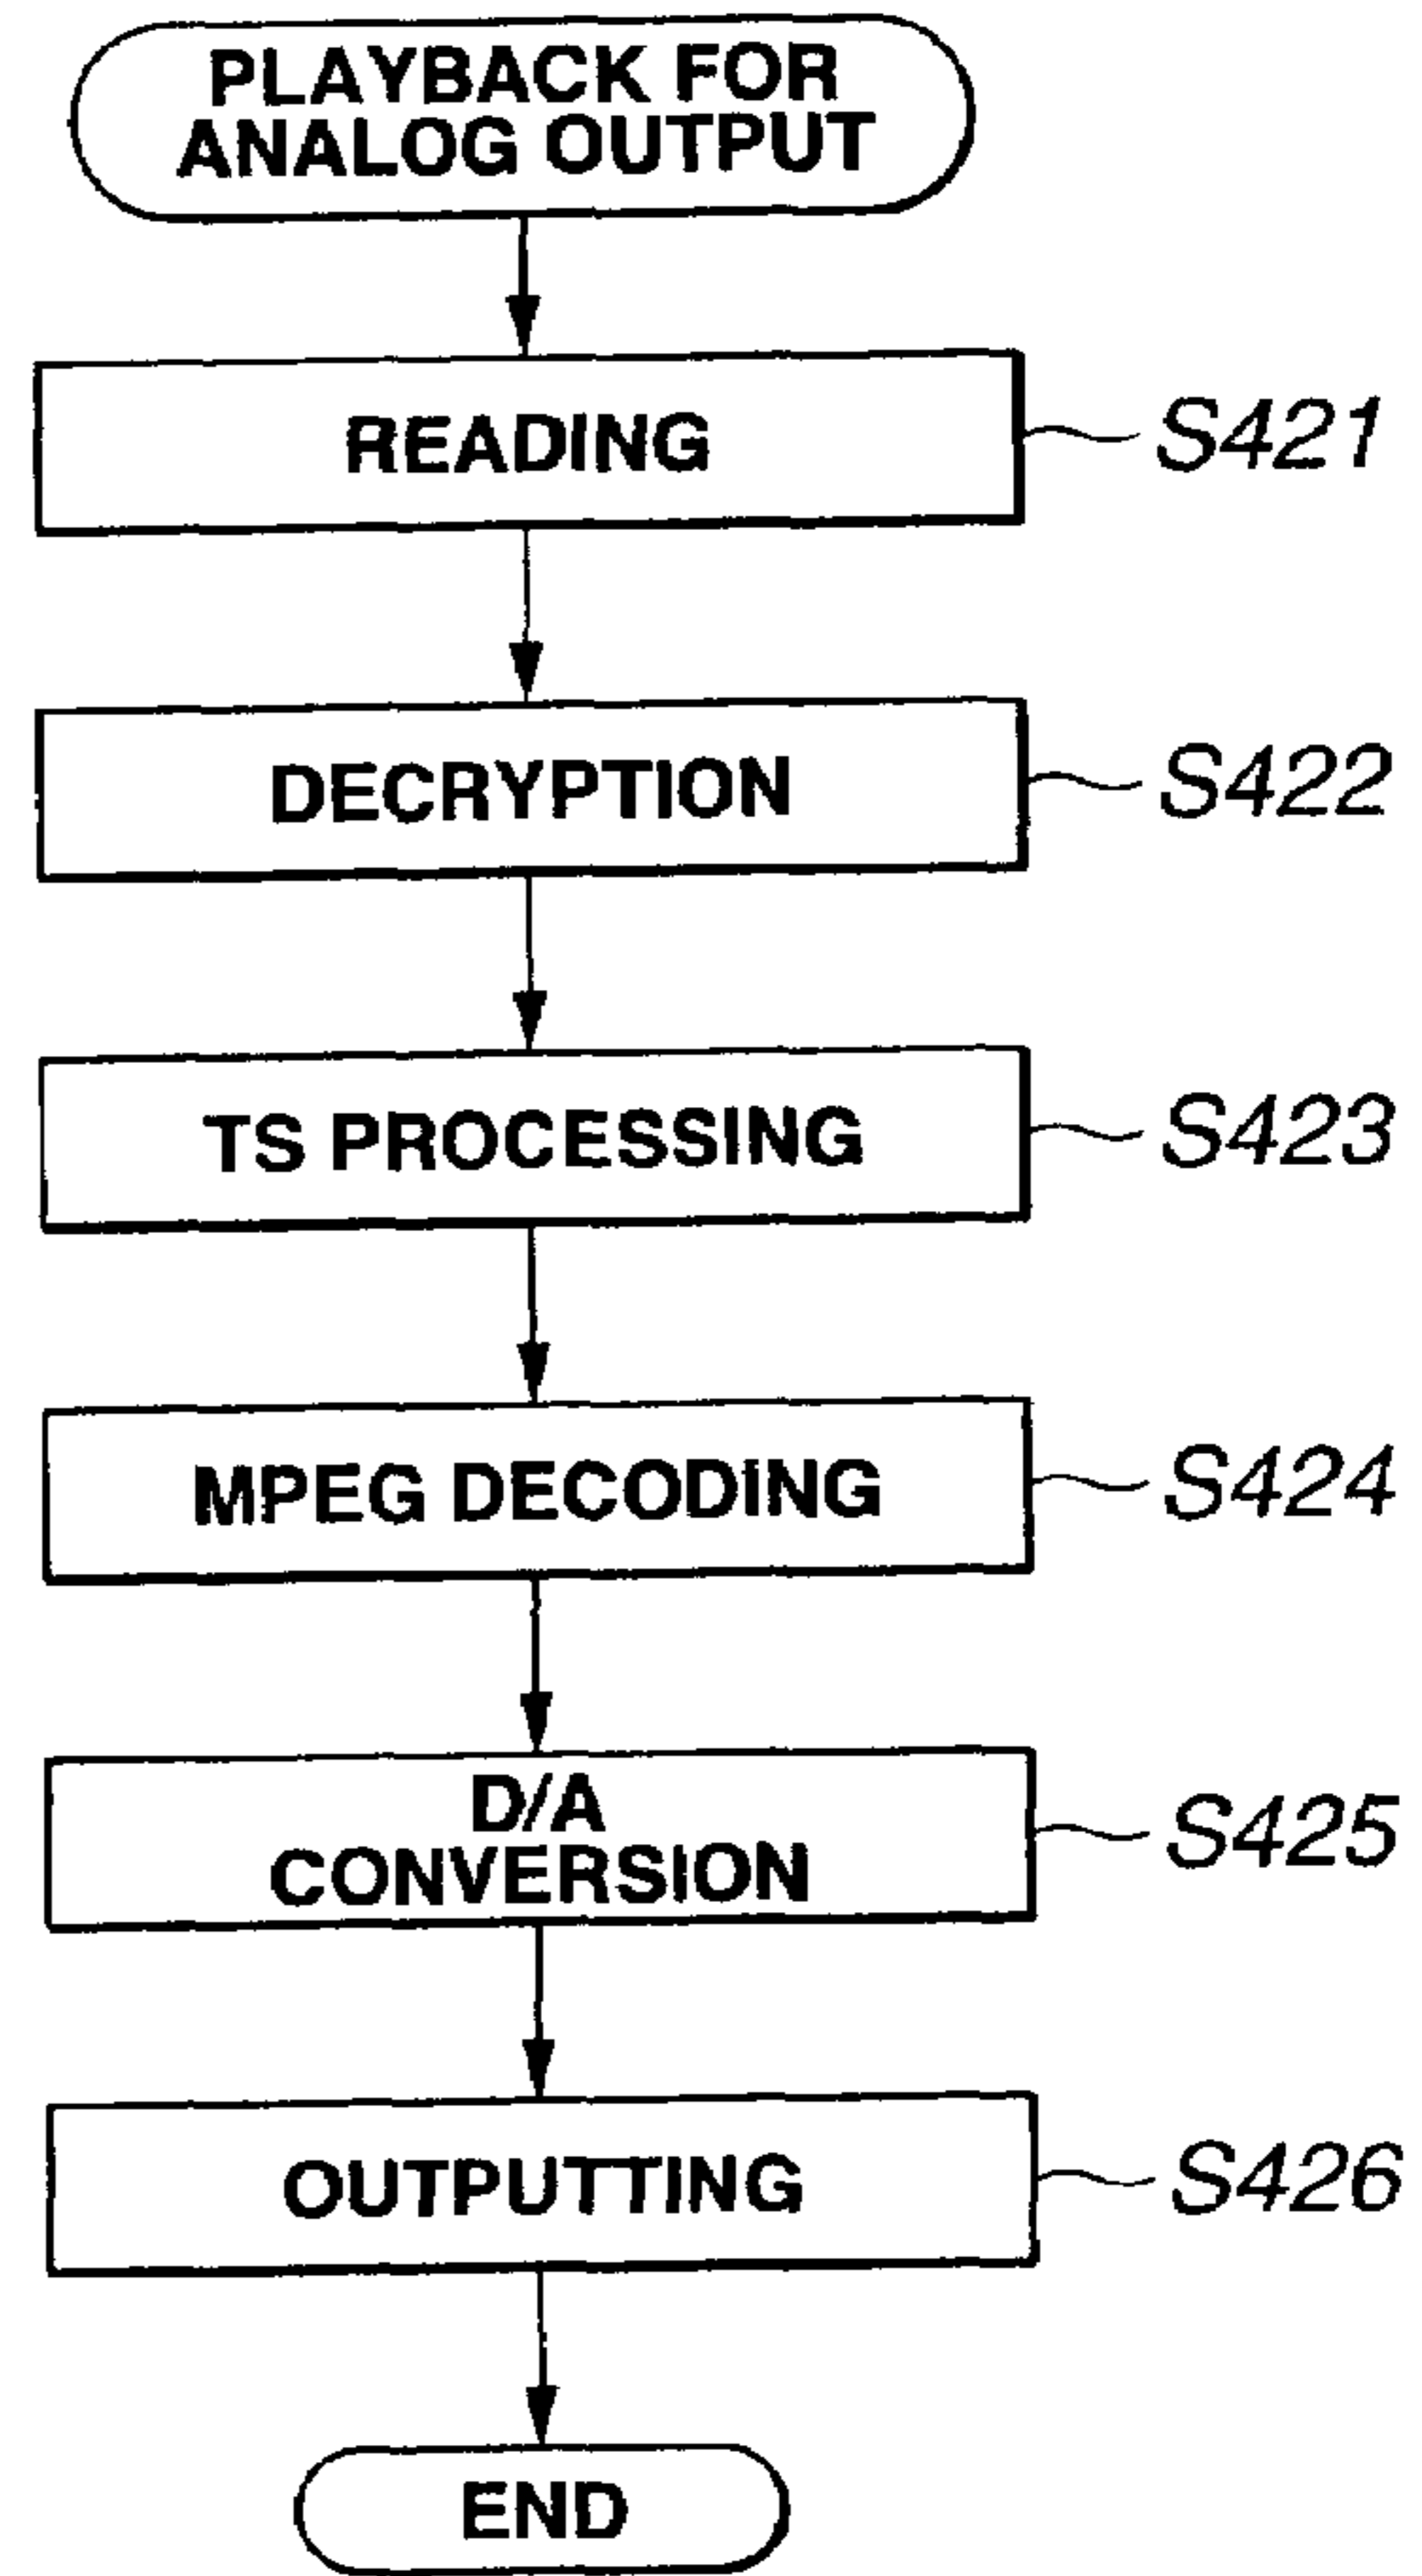 PLAYBACK FOR
ANALOG OUTPUT
READING
S421
DECRYPTION
S422
TS PROCESSING
S423
MPEG DECODING
S424
D/A
CONVERSION
S425
OUTPUTTING
S426
END